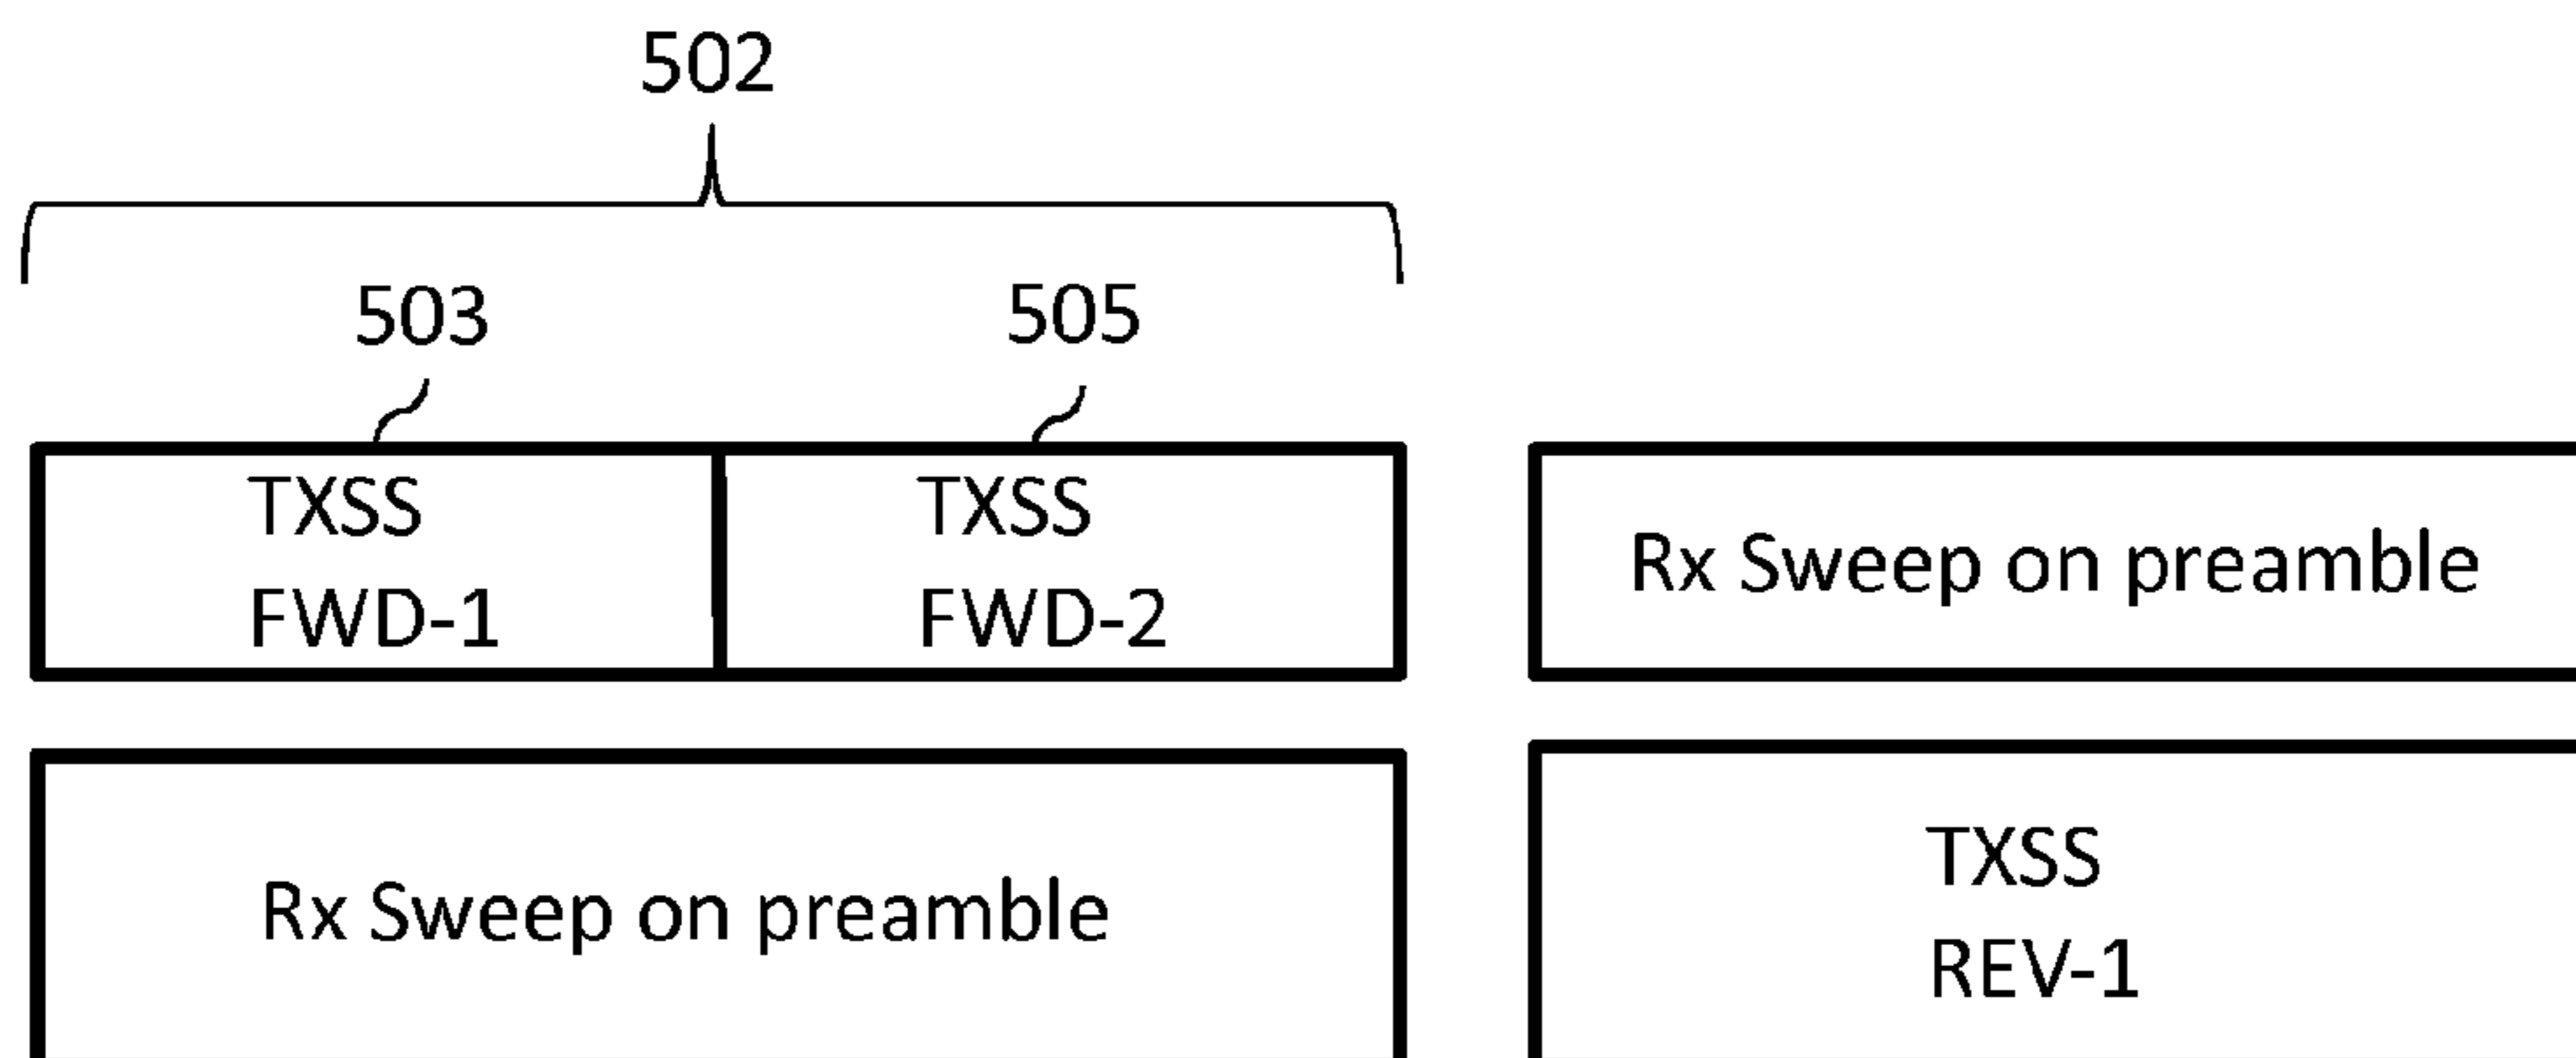 502
503
505
TXSS
FWD-1
TXSS
FWD-2
Rx Sweep on preamble
Rx Sweep on preamble
TXSS
REV-1